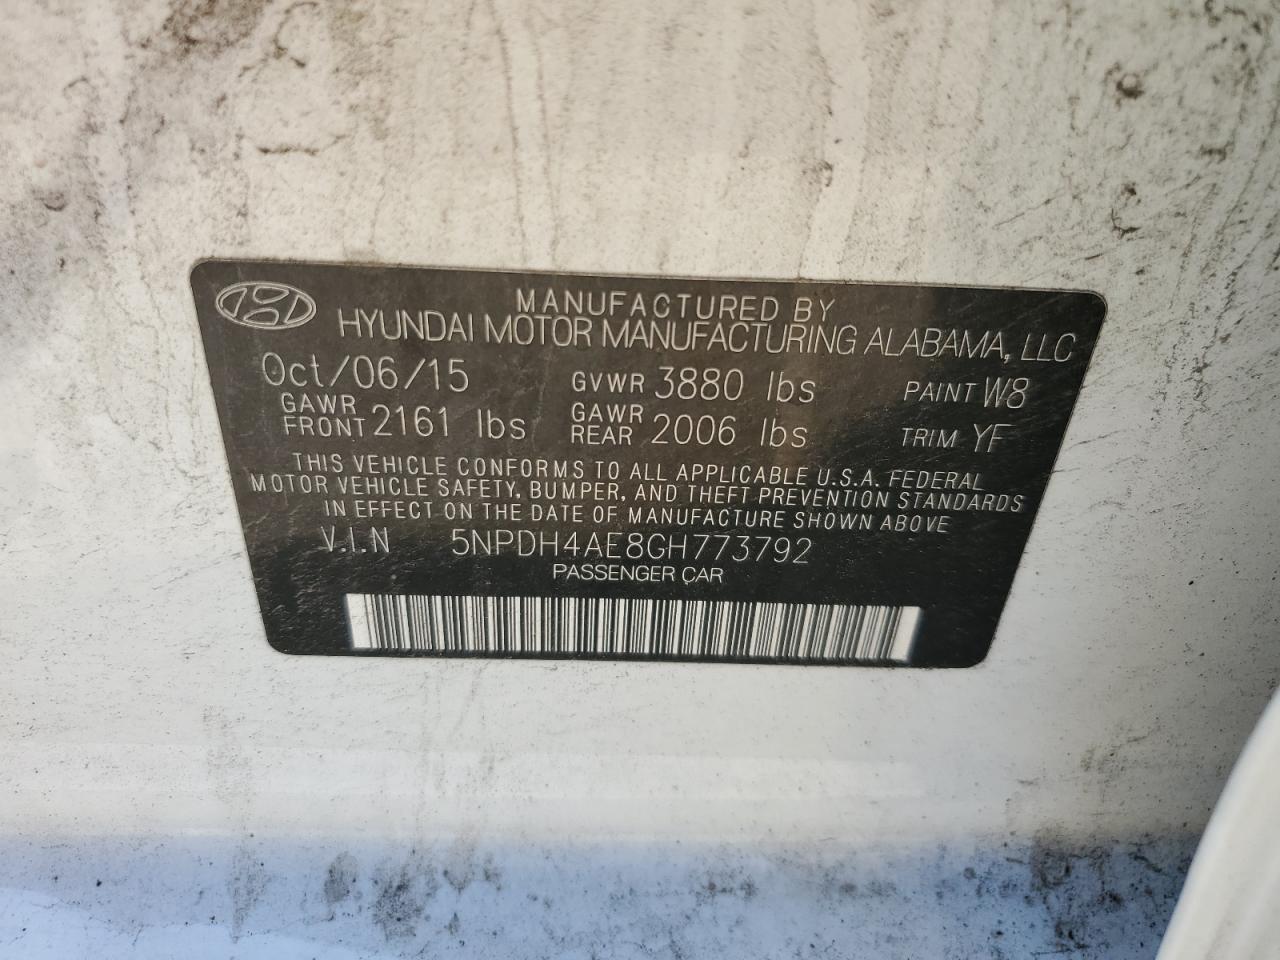 MANUFACTURED BY
HYUNDAI MOTOR MANUFACTURING ALABAMA, LLC
Oct/06/15 GVWR 3880 lbs PAINT W8
GAWR FRONT 2161 lbs GAWR REAR 2006 lbs TRIM YF
THIS VEHICLE CONFORMS TO ALL APPLICABLE U.S.A. FEDERAL
MOTOR VEHICLE SAFETY, BUMPER, AND THEFT PREVENTION STANDARDS
IN EFFECT ON THE DATE OF MANUFACTURE SHOWN ABOVE
V.I.N 5NPDH4AE8GH773792
PASSENGER CAR